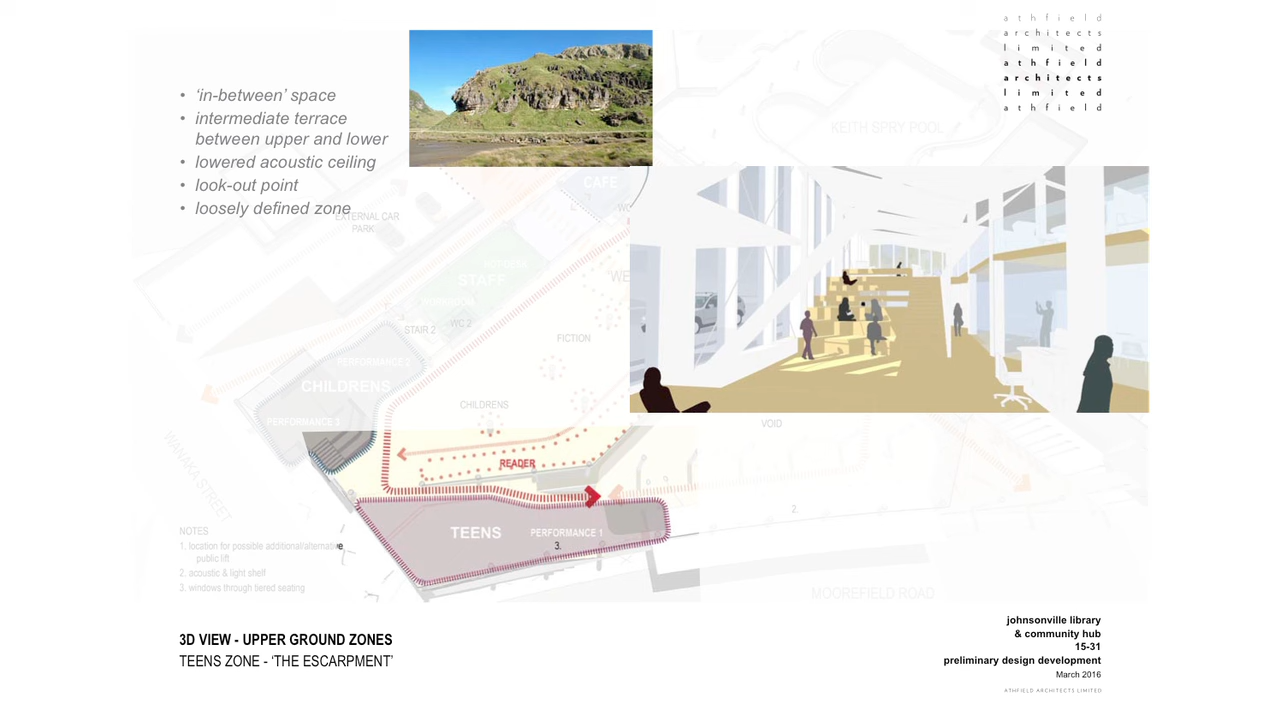 athfield
architects
limited
athfield
architects
limited
athfield
• ‘in-between’ space
• intermediate terrace
between upper and lower
• lowered acoustic ceiling
• look-out point
• loosely defined zone
KEITH SPRY POOL
CAFE
EXTERNAL CAR
PARK
STAFF
WE
STAIR 2
WC 2
FICTION
PERFORMANCE 2
CHILDRENS
PERFORMANCE 3
CHILDRENS
VOID
READER
TEENS
PERFORMANCE 1
3.
2.
STREET
NOTES
1. location for possible additional/alternative
public lift
2. acoustic & light shelf
3. windows through tiered seating
MOOREFIELD ROAD
3D VIEW - UPPER GROUND ZONES
TEENS ZONE - ‘THE ESCARPMENT’
johnsonville library
& community hub
15-31
preliminary design development
March 2016
ATHFIELD ARCHITECTS LIMITED